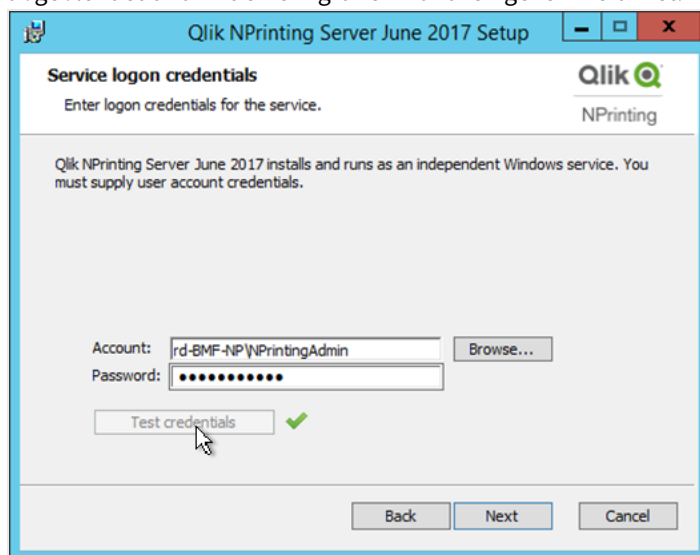 Qlik NPrinting Server June 2017 Setup
Service logon credentials
Enter logon credentials for the service.
Qlik
NPrinting
Qlik NPrinting Server June 2017 installs and runs as an independent Windows service. You
must supply user account credentials.
Account: rd-BMF-NP\NPrintingAdmin Browse...
Password: ●●●●●●●●●●●
Test credentials
Back Next Cancel